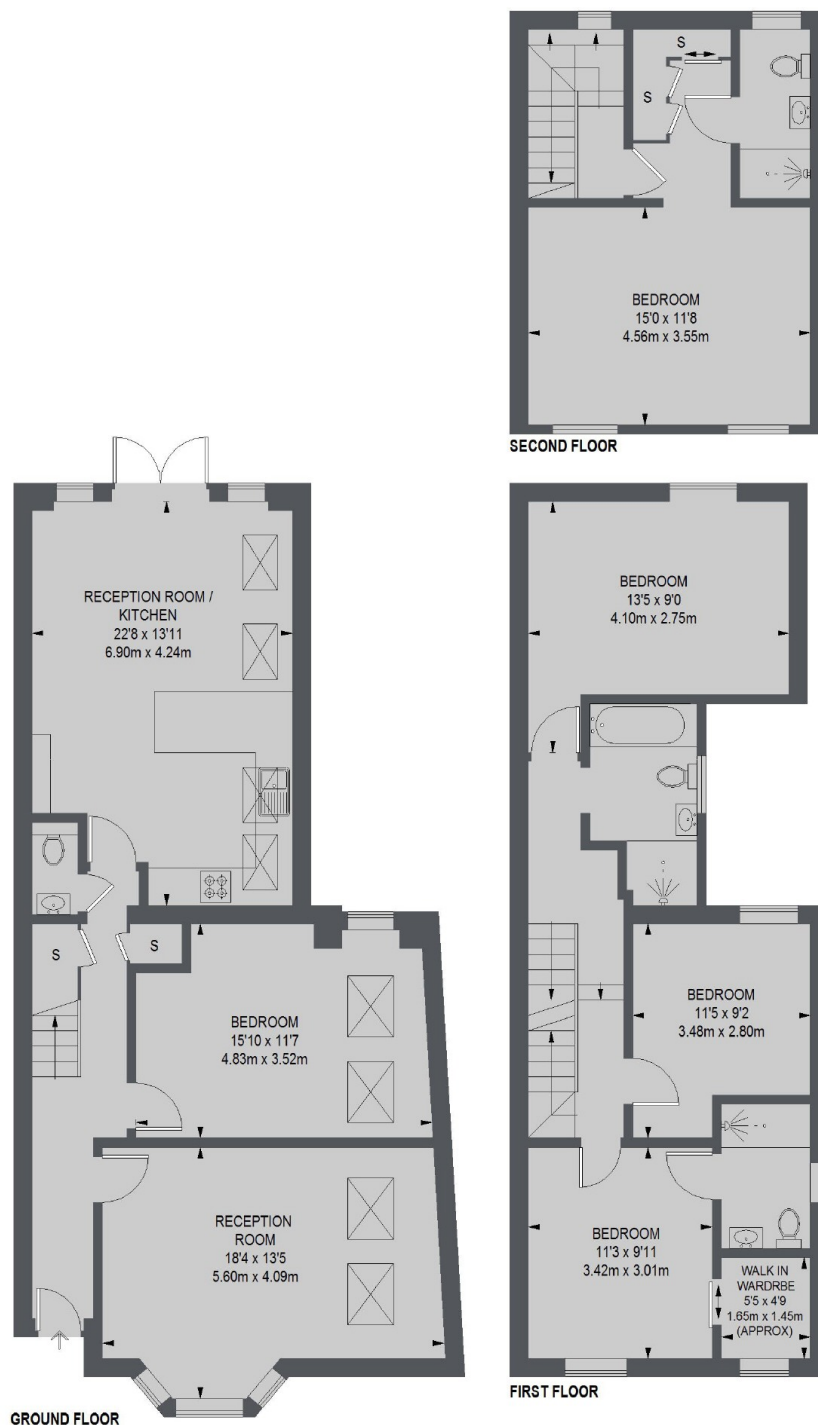 S
S
BEDROOM
15'0 x 11'8
4.56m x 3.55m
SECOND FLOOR
RECEPTION ROOM /
KITCHEN
22'8 x 13'11
6.90m x 4.24m
S
S
BEDROOM
15'10 x 11'7
4.83m x 3.52m
RECEPTION
ROOM
18'4 x 13'5
5.60m x 4.09m
GROUND FLOOR
BEDROOM
13'5 x 9'0
4.10m x 2.75m
BEDROOM
11'5 x 9'2
3.48m x 2.80m
BEDROOM
11'3 x 9'11
3.42m x 3.01m
WALK IN
WARDRBE
5'5 x 4'9
1.65m x 1.45m
(APPROX)
FIRST FLOOR